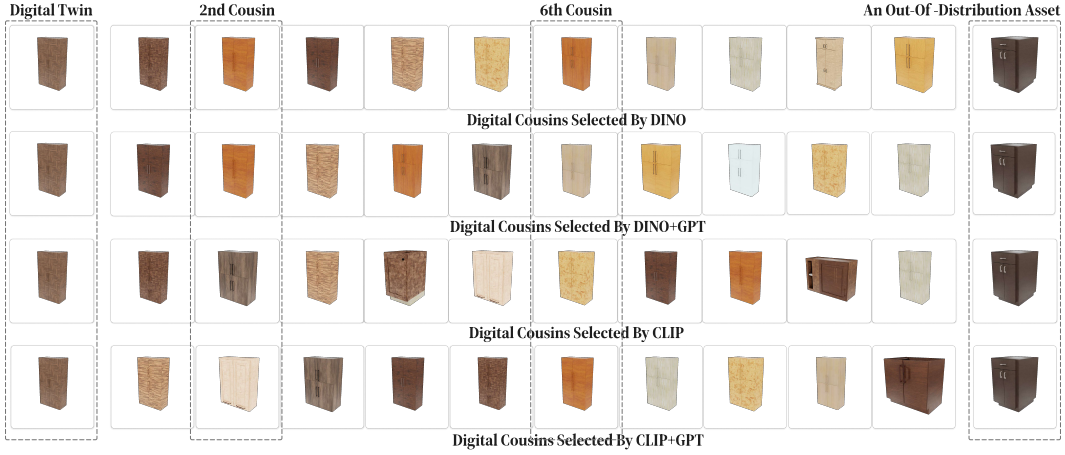 Digital Twin
2nd Cousin
6th Cousin
An Out-Of -Distribution Asset
Digital Cousins Selected By DINO
Digital Cousins Selected By DINO+GPT
Digital Cousins Selected By CLIP
Digital Cousins Selected By CLIP+GPT